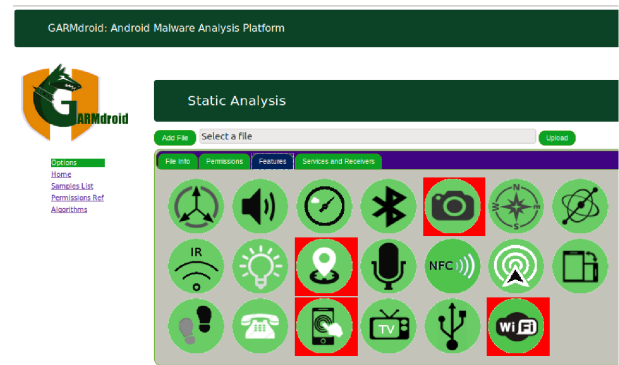 GARMdroid: Android Malware Analysis Platform
GARMdroid
Static Analysis
Add File Select a file Upload
File Info Permissions Features Services and Receivers
Options
Home
Samples List
Permissions Ref
Algorithms
N
W E
S
IR
NFC
TV
WiFi